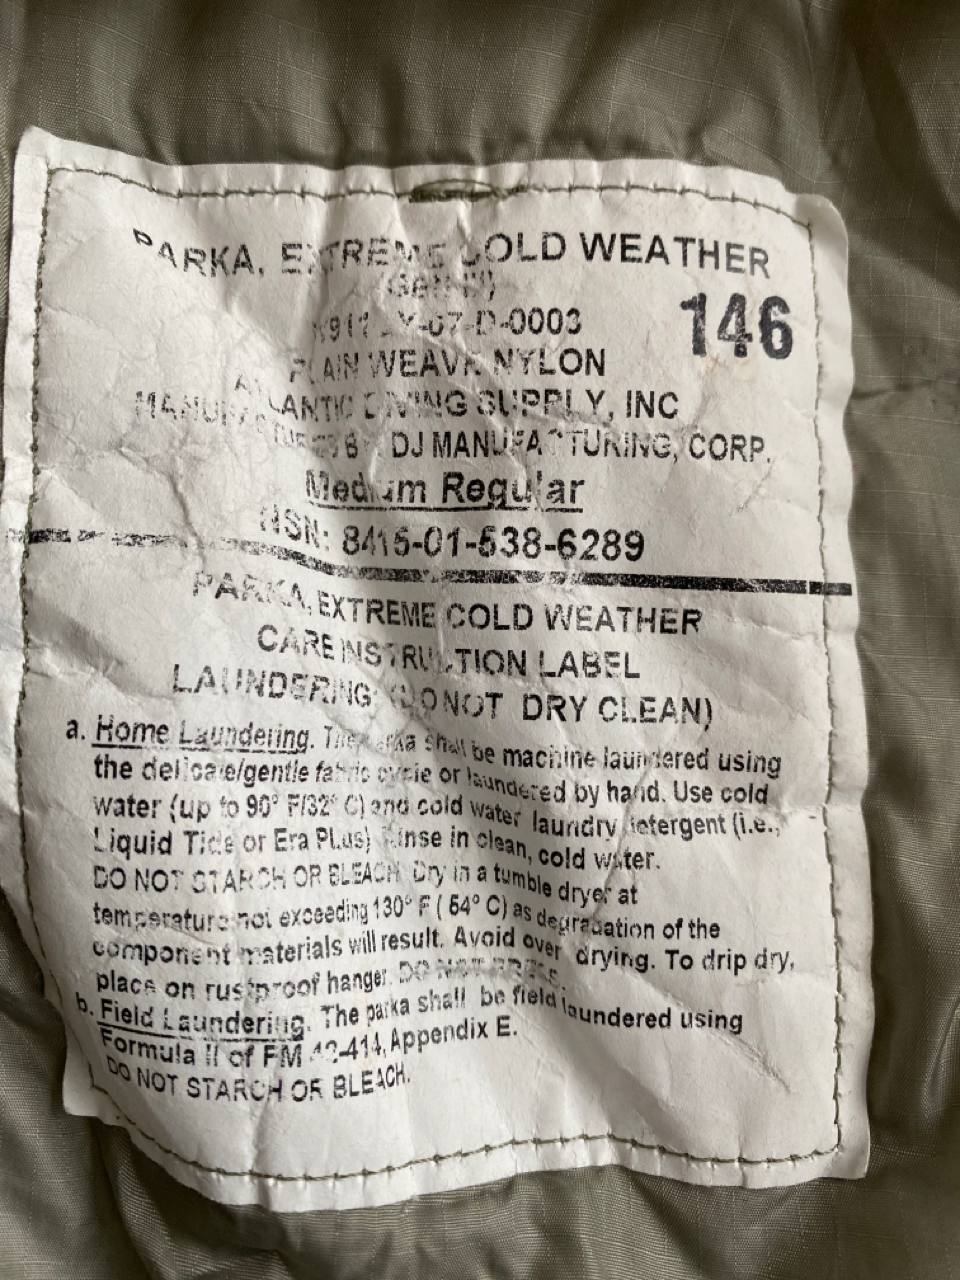 PARKA, EXTREME COLD WEATHER
146
PLAIN WEAVE NYLON
ATLANTIC DIVING SUPPLY, INC
MANUFACTURED BY DJ MANUFACTURING, CORP.
Medium Regular
NSN: 8415-01-538-6289
PARKA, EXTREME COLD WEATHER
CARE INSTRUCTION LABEL
LAUNDERING: (DO NOT DRY CLEAN)
a. Home Laundering. The parka shall be machine laundered using
the delicate/gentle fabric cycle or laundered by hand. Use cold
water (up to 90° F/32° C) and cold water laundry detergent (i.e.,
Liquid Tide or Era Plus) Rinse in clean, cold water.
DO NOT STARCH OR BLEACH Dry in a tumble dryer at
temperature not exceeding 130° F ( 54° C) as degradation of the
component materials will result. Avoid over drying. To drip dry,
place on rustproof hanger. DO NOT PRESS.
b. Field Laundering. The parka shall be field laundered using
Formula II of FM 42-414, Appendix E.
DO NOT STARCH OR BLEACH.